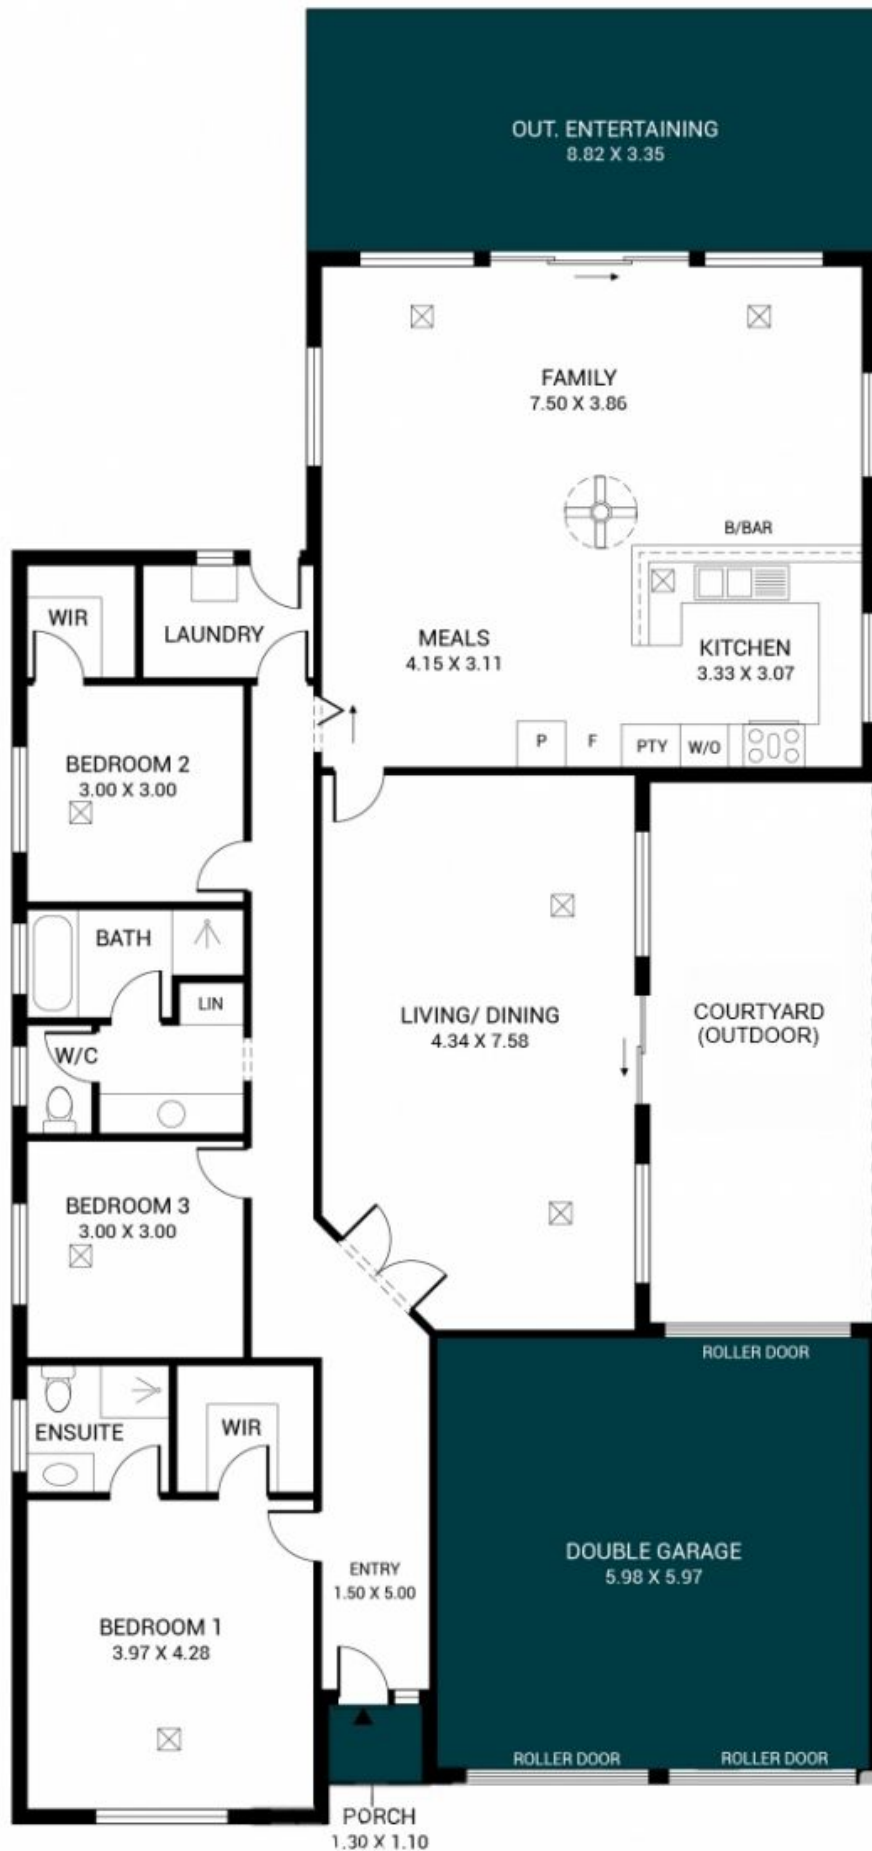 OUT. ENTERTAINING
8.82 X 3.35
FAMILY
7.50 X 3.86
B/BAR
WIR
LAUNDRY
MEALS
4.15 X 3.11
KITCHEN
3.33 X 3.07
P
F
PTY
W/O
BEDROOM 2
3.00 X 3.00
BATH
LIN
LIVING/ DINING
4.34 X 7.58
COURTYARD
(OUTDOOR)
W/C
BEDROOM 3
3.00 X 3.00
ROLLER DOOR
ENSUITE
WIR
DOUBLE GARAGE
5.98 X 5.97
ENTRY
1.50 X 5.00
BEDROOM 1
3.97 X 4.28
ROLLER DOOR
ROLLER DOOR
PORCH
1.30 X 1.10